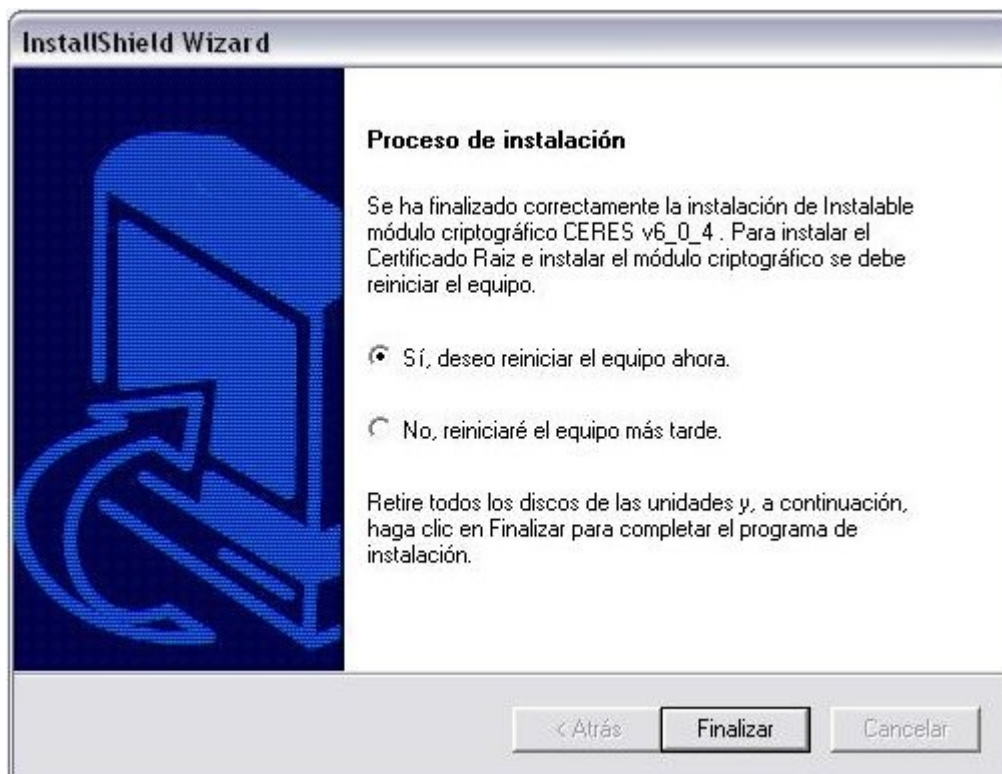 InstallShield Wizard
Proceso de instalación
Se ha finalizado correctamente la instalación de Instalable
módulo criptográfico CERES v6_0_4 . Para instalar el
Certificado Raiz e instalar el módulo criptográfico se debe
reiniciar el equipo.
Sí, deseo reiniciar el equipo ahora.
No, reiniciaré el equipo más tarde.
Retire todos los discos de las unidades y, a continuación,
haga clic en Finalizar para completar el programa de
instalación.
< Atrás
Finalizar
Cancelar